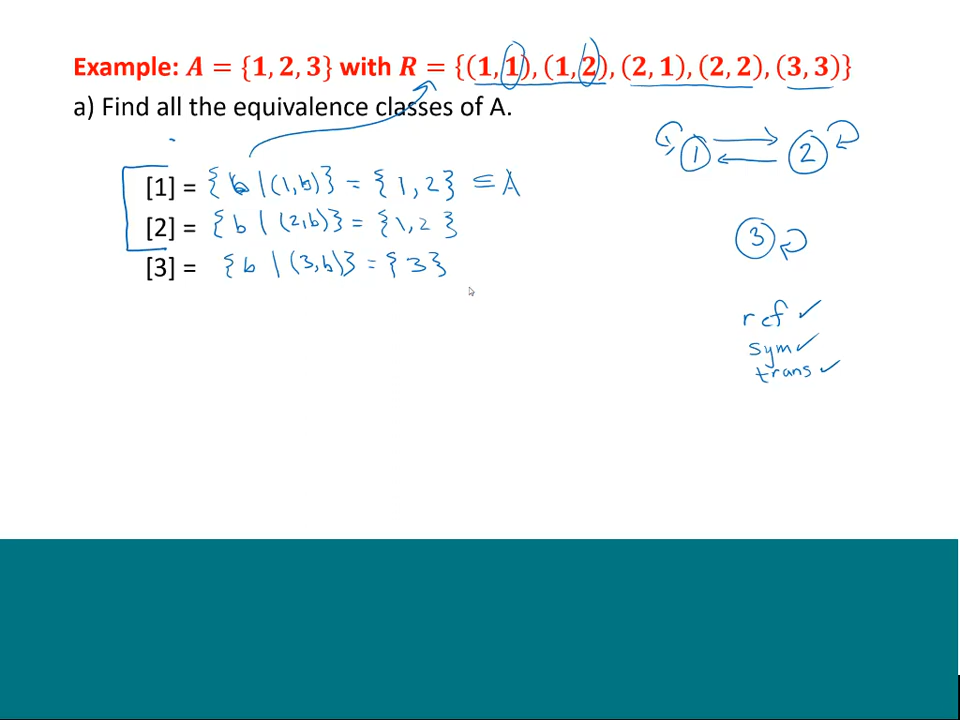 Example: A = {1, 2, 3} with R = {(1, 1), (1, 2), (2, 1), (2, 2), (3, 3)}
a) Find all the equivalence classes of A.
[1] = {b | (1,b)} = {1, 2} ⊆ A
[2] = {b | (2,b)} = {1, 2}
[3] = {b | (3,b)} = {3}
1 2
3
ref ✓
sym ✓
trans ✓